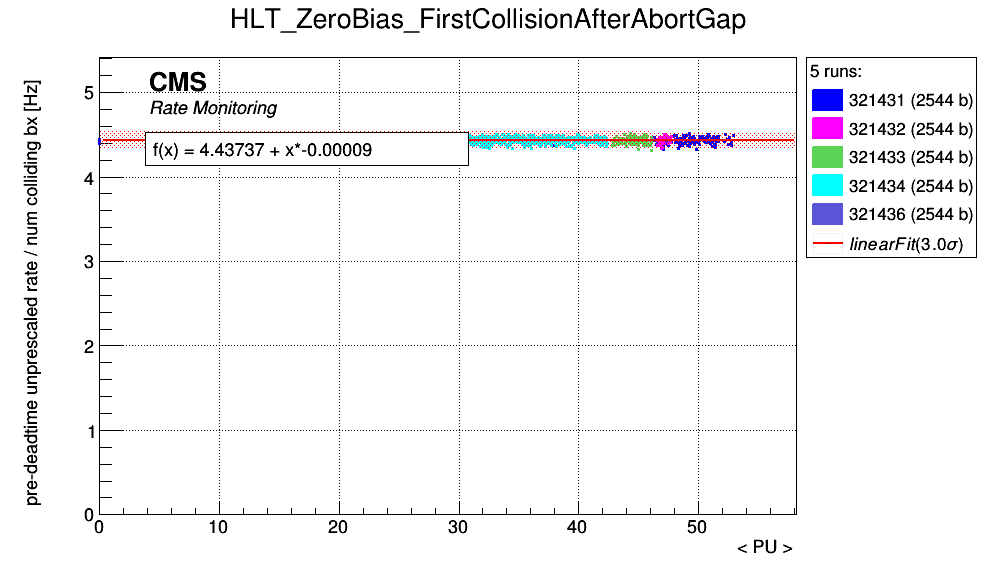 HLT_ZeroBias_FirstCollisionAfterAbortGap
pre-deadtime unprescaled rate / num colliding bx [Hz]
CMS
Rate Monitoring
f(x) = 4.43737 + x*-0.00009
5
4
3
2
1
0
0 10 20 30 40 50
< PU >
5 runs:
321431 (2544 b)
321432 (2544 b)
321433 (2544 b)
321434 (2544 b)
321436 (2544 b)
linearFit(3.0σ)